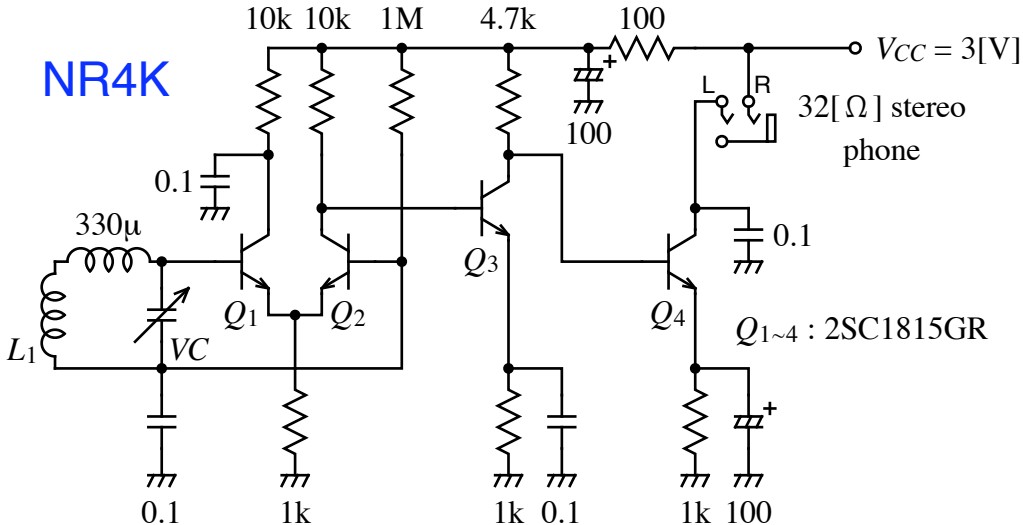 10k 10k 1M 4.7k 100
NR4K
+
V_CC = 3[V]
L R
100
32[Ω] stereo
phone
0.1
330μ
0.1
Q3
Q1 Q2
Q4
L1
VC
Q1~4 : 2SC1815GR
+
0.1 1k 1k 0.1 1k 100